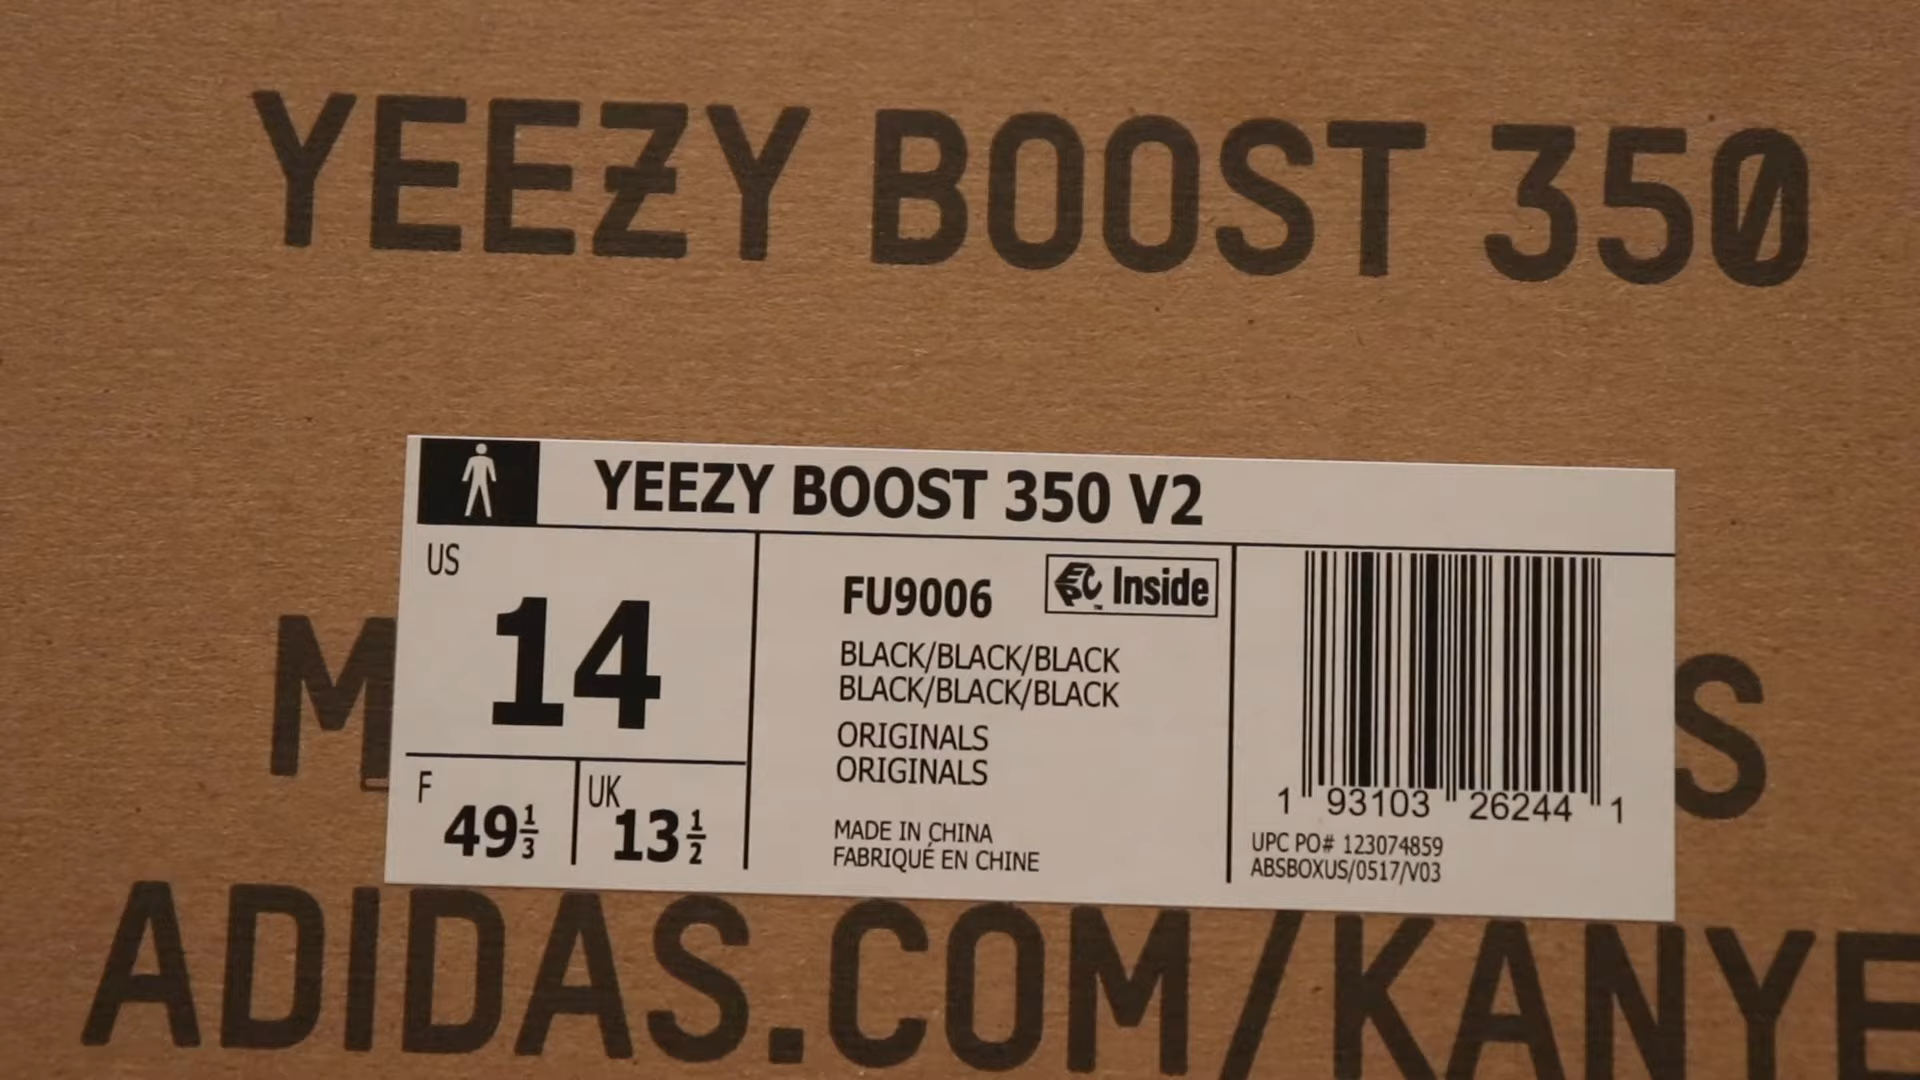 YEEZY BOOST 350
YEEZY BOOST 350 V2
US
14
F
49 1/3
UK
13 1/2
FU9006
Inside
BLACK/BLACK/BLACK
BLACK/BLACK/BLACK
ORIGINALS
ORIGINALS
MADE IN CHINA
FABRIQUÉ EN CHINE
1 93103 26244 1
UPC PO# 123074859
ABSBOXUS/0517/V03
M S
ADIDAS.COM/KANYE